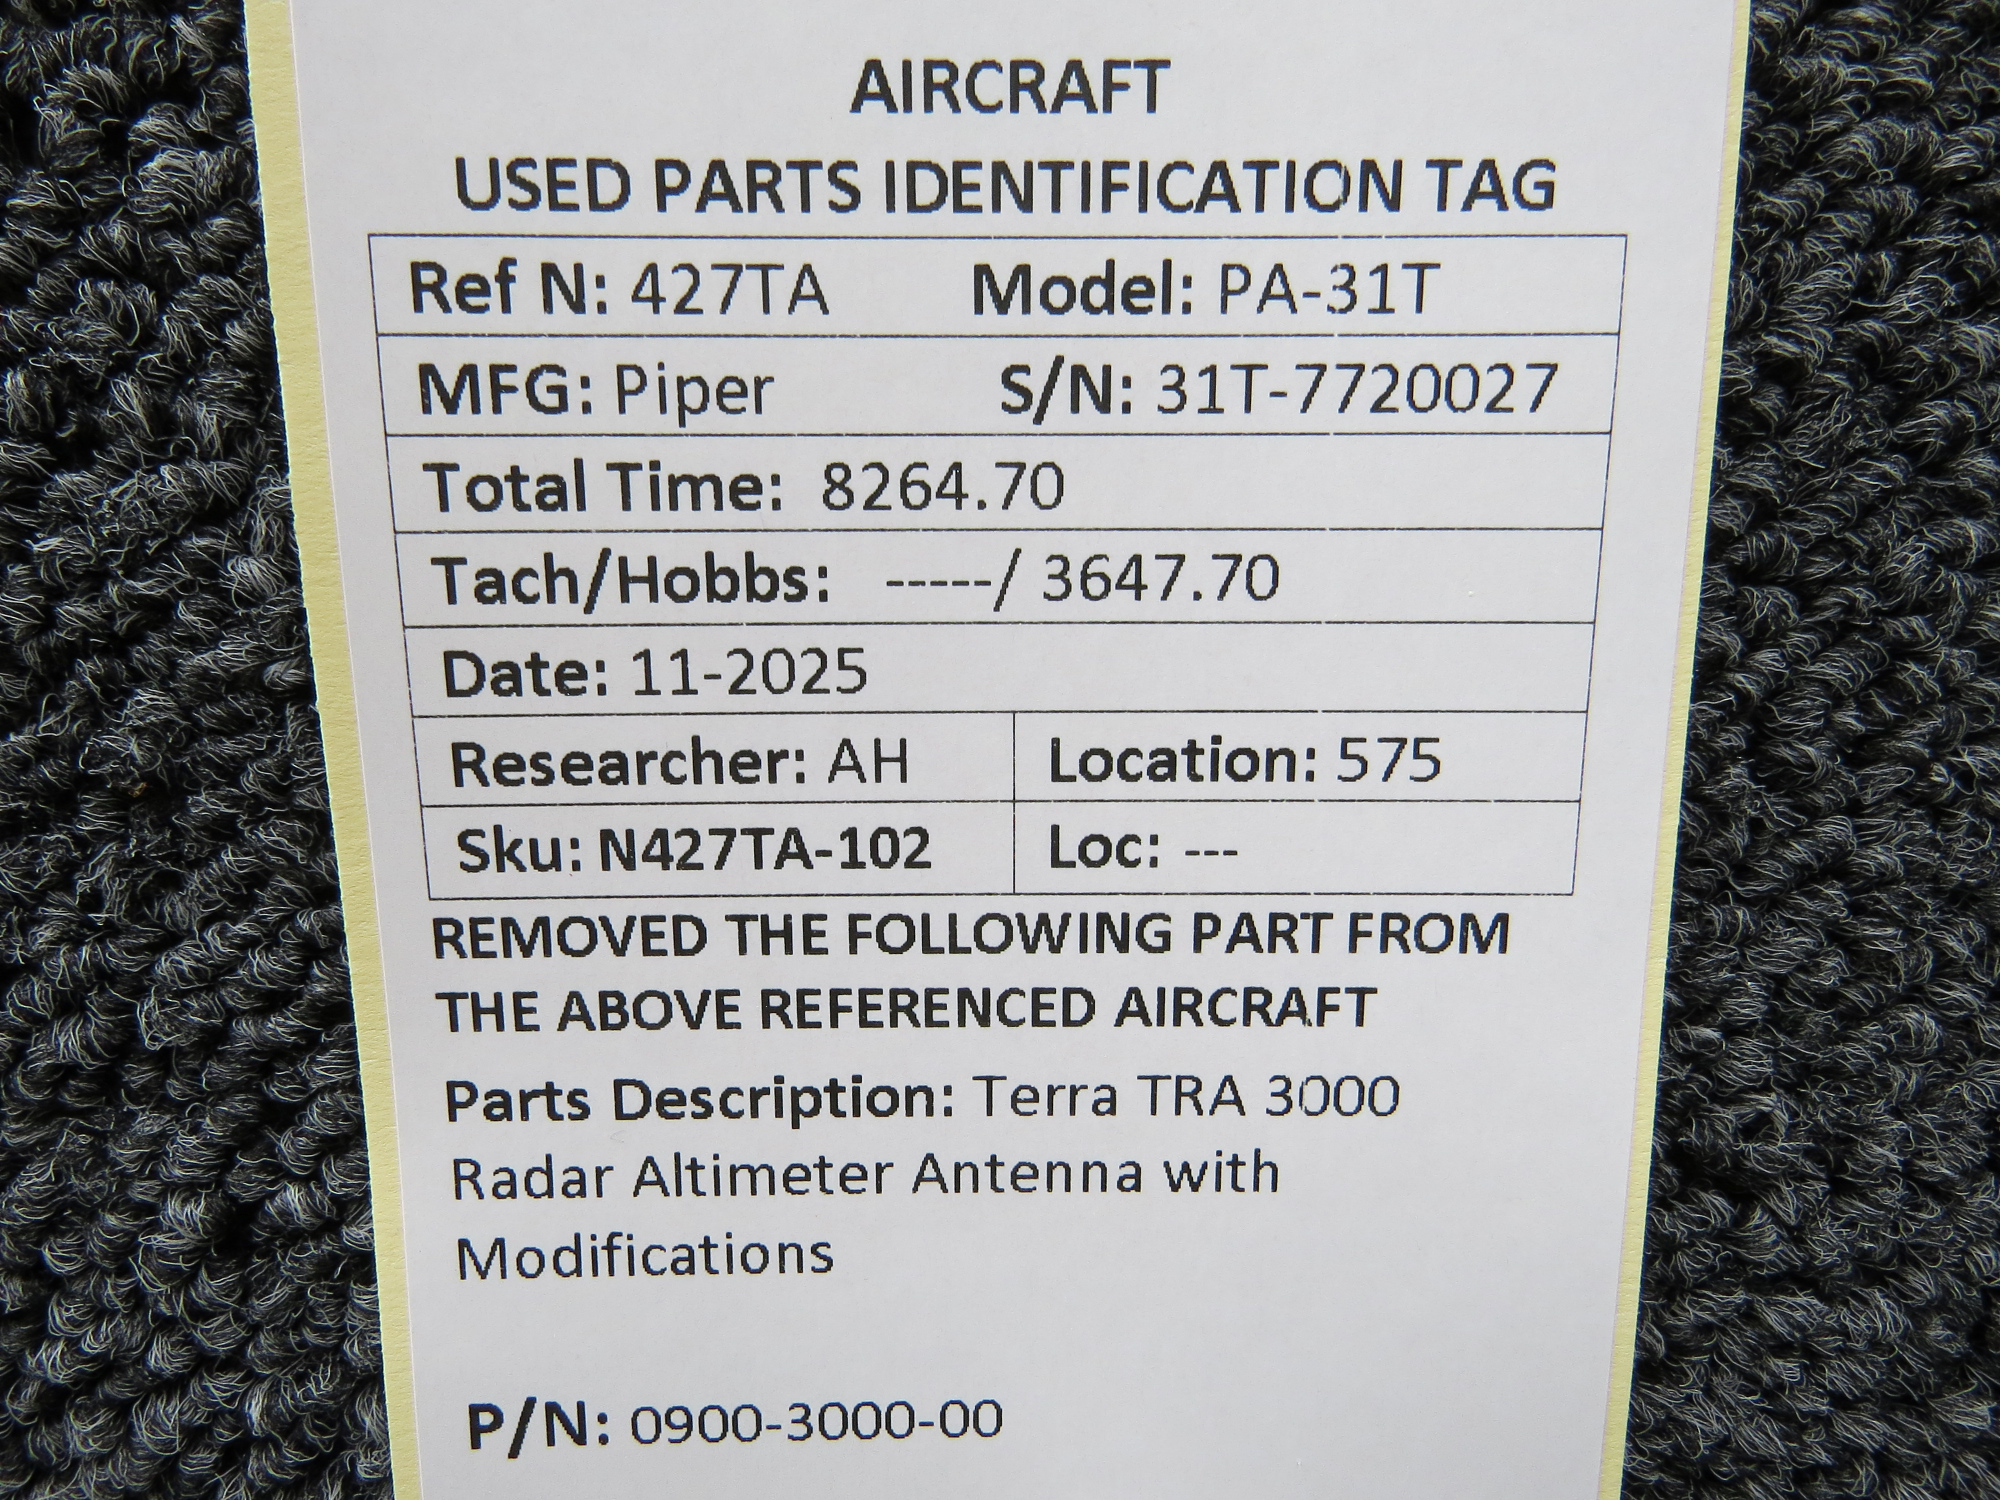 AIRCRAFT
USED PARTS IDENTIFICATION TAG
Ref N: 427TA Model: PA-31T
MFG: Piper S/N: 31T-7720027
Total Time: 8264.70
Tach/Hobbs: -----/ 3647.70
Date: 11-2025
Researcher: AH Location: 575
Sku: N427TA-102 Loc: ---
REMOVED THE FOLLOWING PART FROM
THE ABOVE REFERENCED AIRCRAFT
Parts Description: Terra TRA 3000
Radar Altimeter Antenna with
Modifications
P/N: 0900-3000-00